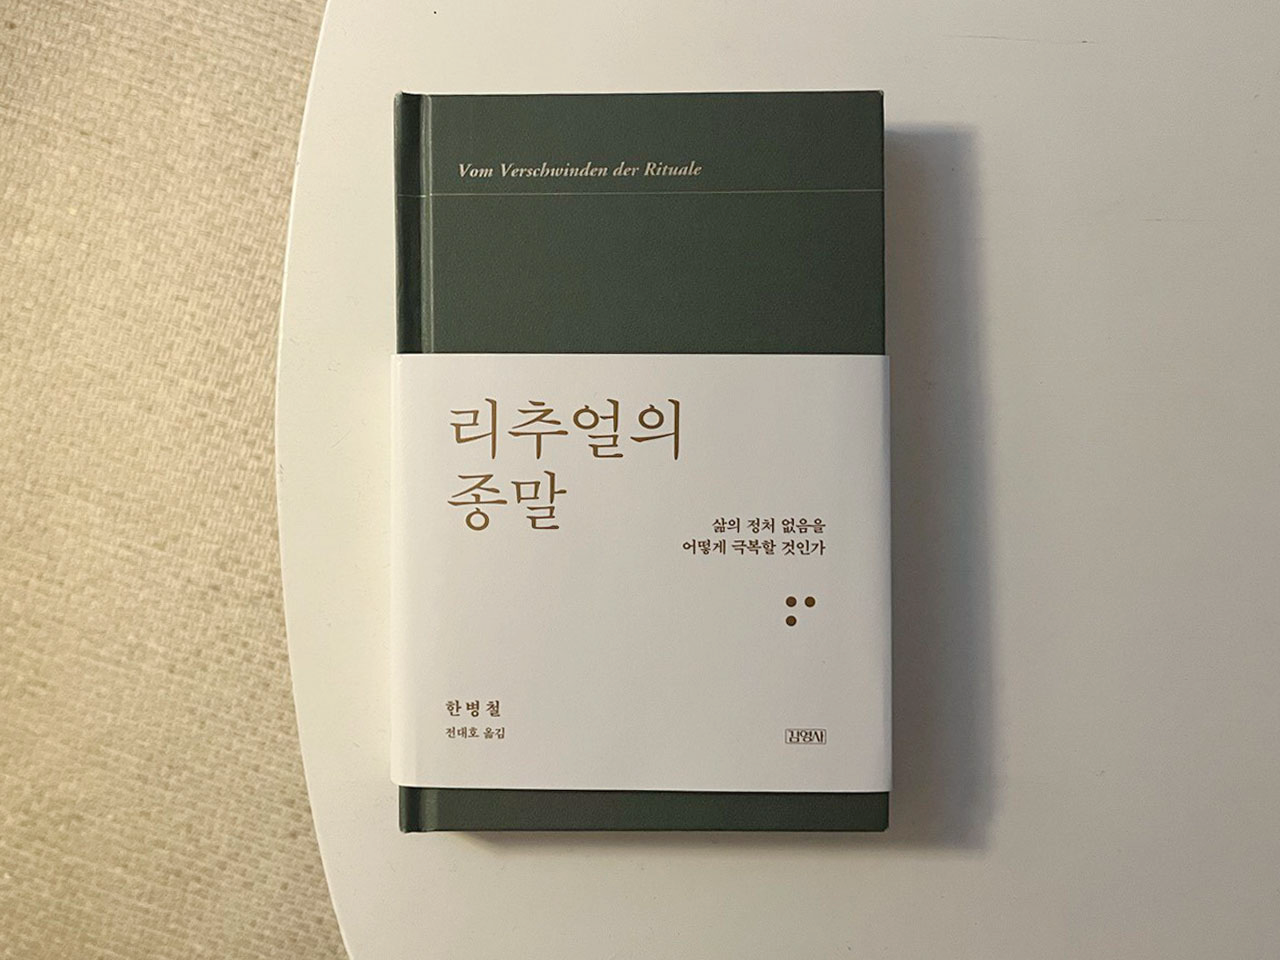 Vom Verschwinden der Rituale
리추얼의
종말
삶의 정처 없음을
어떻게 극복할 것인가
한병철
전대호 옮김
김영사